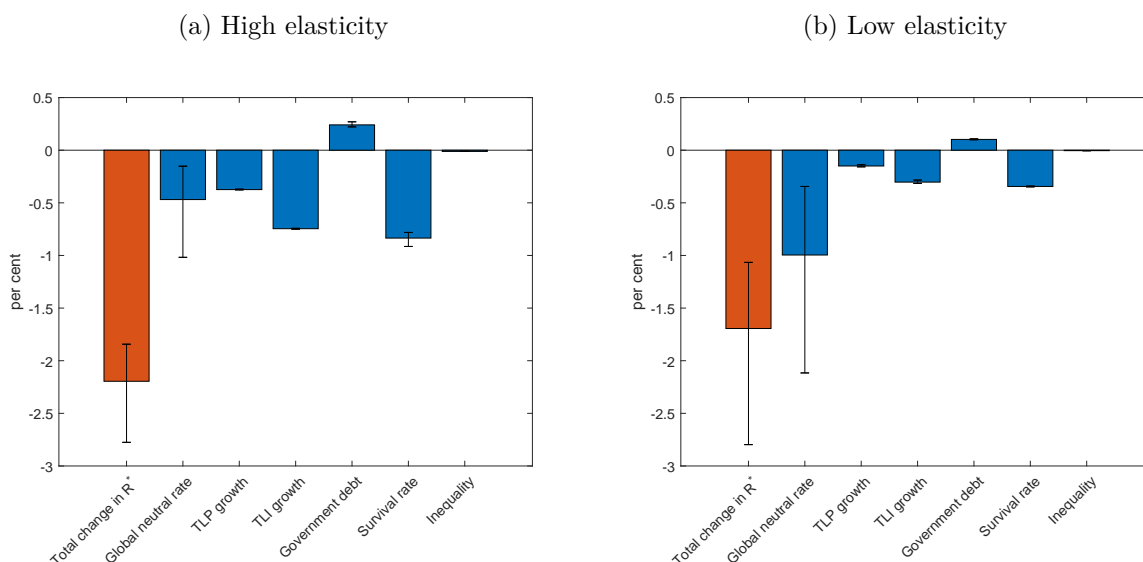 (a) High elasticity
0.5
0
-0.5
-1
-1.5
-2
-2.5
-3
per cent
Total change in R*
Global neutral rate
TLP growth
TLI growth
Government debt
Survival rate
Inequality
(b) Low elasticity
0.5
0
-0.5
-1
-1.5
-2
-2.5
-3
per cent
Total change in R*
Global neutral rate
TLP growth
TLI growth
Government debt
Survival rate
Inequality